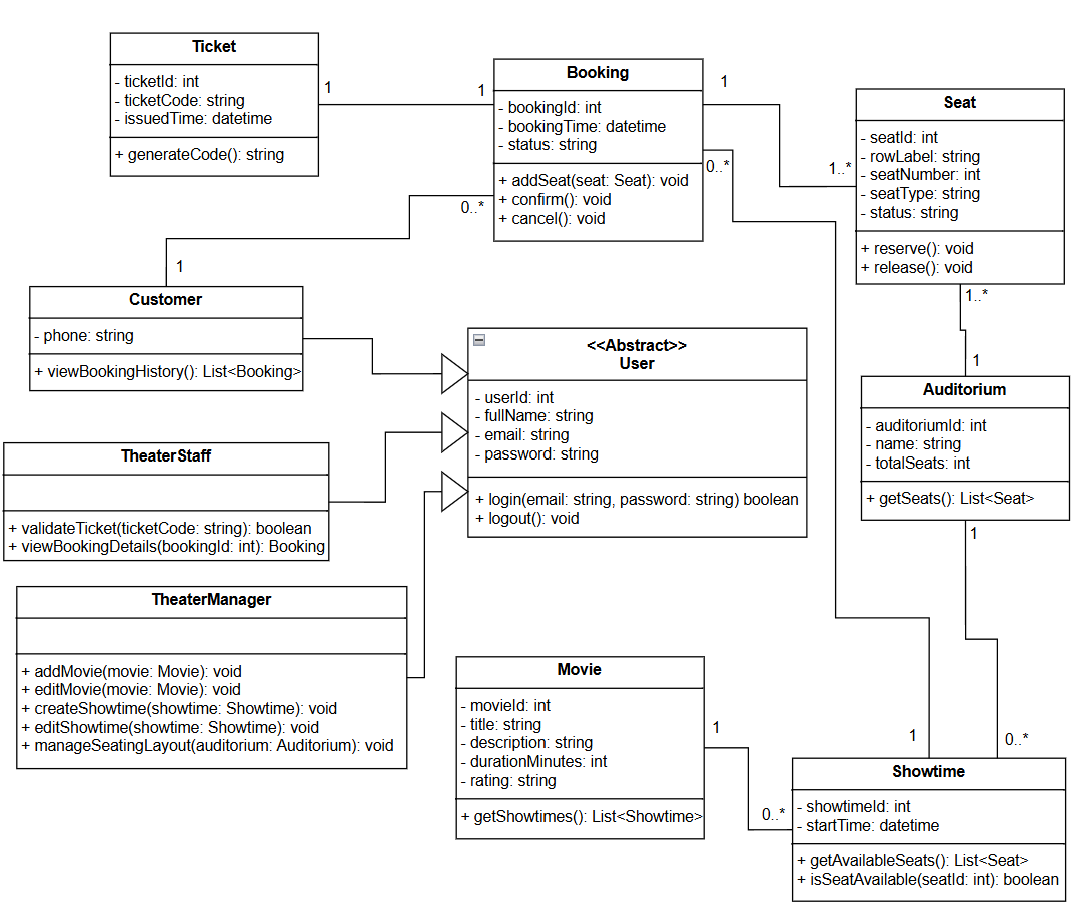 Ticket
- ticketId: int
- ticketCode: string
- issuedTime: datetime
+ generateCode(): string
1
1
Booking
- bookingId: int
- bookingTime: datetime
- status: string
+ addSeat(seat: Seat): void
+ confirm(): void
+ cancel(): void
1
1..*
0..*
0..*
1
Seat
- seatId: int
- rowLabel: string
- seatNumber: int
- seatType: string
- status: string
+ reserve(): void
+ release(): void
1..*
1
Customer
- phone: string
+ viewBookingHistory(): List<Booking>
<<Abstract>>
User
- userId: int
- fullName: string
- email: string
- password: string
+ login(email: string, password: string) boolean
+ logout(): void
Auditorium
- auditoriumId: int
- name: string
- totalSeats: int
+ getSeats(): List<Seat>
1
TheaterStaff
+ validateTicket(ticketCode: string): boolean
+ viewBookingDetails(bookingId: int): Booking
TheaterManager
+ addMovie(movie: Movie): void
+ editMovie(movie: Movie): void
+ createShowtime(showtime: Showtime): void
+ editShowtime(showtime: Showtime): void
+ manageSeatingLayout(auditorium: Auditorium): void
Movie
- movieId: int
- title: string
- description: string
- durationMinutes: int
- rating: string
+ getShowtimes(): List<Showtime>
1
0..*
1
0..*
Showtime
- showtimeId: int
- startTime: datetime
+ getAvailableSeats(): List<Seat>
+ isSeatAvailable(seatId: int): boolean